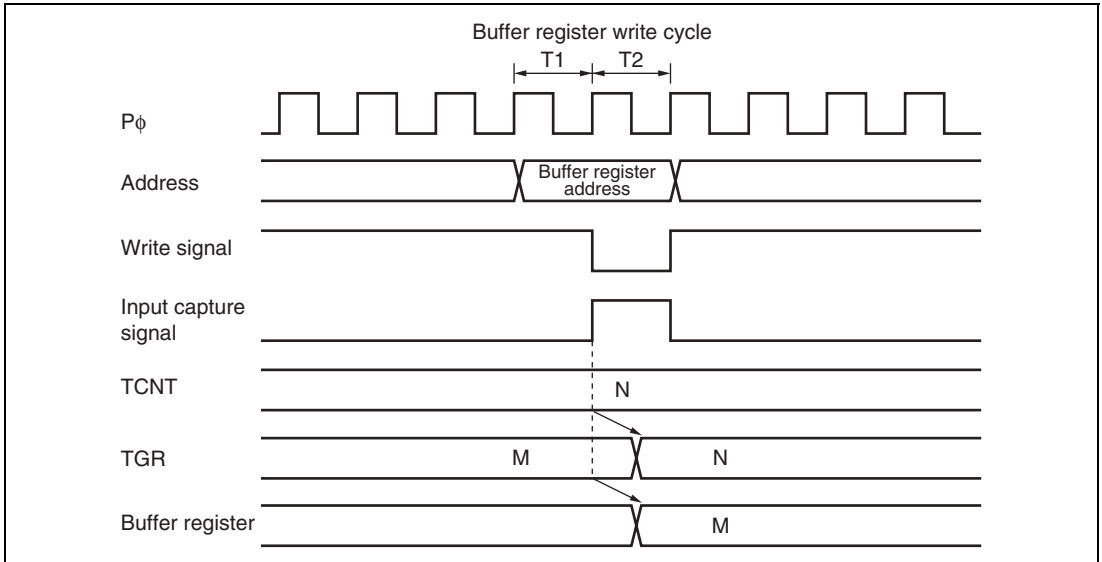 Buffer register write cycle
T1 T2
Pϕ
Address
Buffer register
address
Write signal
Input capture
signal
TCNT
N
TGR
M N
Buffer register
M